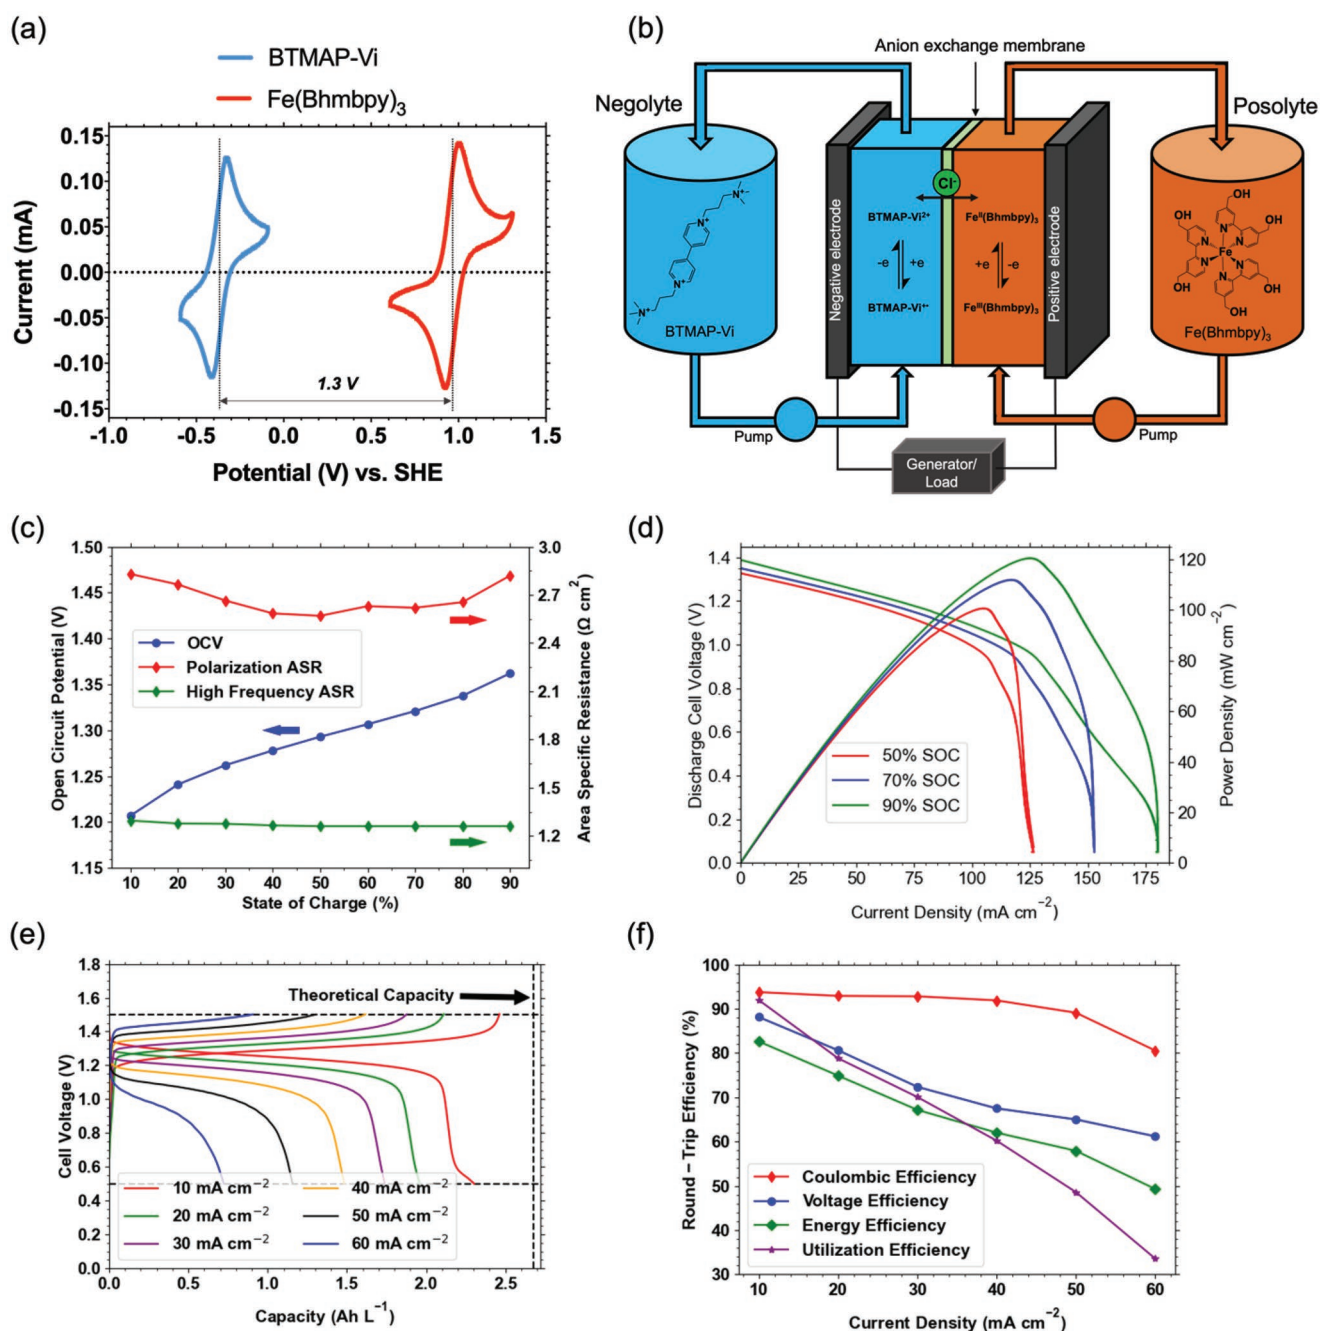 (a)
BTMAP-Vi
Fe(Bhmbpy)₃
0.15
0.10
0.05
0.00
-0.05
-0.10
-0.15
Current (mA)
1.3 V
-1.0 -0.5 0.0 0.5 1.0 1.5
Potential (V) vs. SHE
(b)
Anion exchange membrane
Negolyte
Posolyte
Negative electrode
Positive electrode
Cl⁻
BTMAP-Vi²⁺
Feᴵᴵ(Bhmbpy)₃
-e +e
+e -e
BTMAP-Vi⁺•
Feᴵᴵᴵ(Bhmbpy)₃
N⁺
N⁺
N⁺
N⁺
BTMAP-Vi
OH
OH
OH
OH
OH
OH
N
N
N
N
N
N
Fe
Fe(Bhmbpy)₃
Pump
Pump
Generator/
Load
(c)
1.50
1.45
1.40
1.35
1.30
1.25
1.20
1.15
Open Circuit Potential (V)
OCV
Polarization ASR
High Frequency ASR
3.0
2.7
2.4
2.1
1.8
1.5
1.2
Area Specific Resistance (Ω cm²)
10 20 30 40 50 60 70 80 90
State of Charge (%)
(d)
1.4
1.2
1.0
0.8
0.6
0.4
0.2
0.0
Discharge Cell Voltage (V)
50% SOC
70% SOC
90% SOC
120
100
80
60
40
20
0
Power Density (mW cm⁻²)
0 25 50 75 100 125 150 175
Current Density (mA cm⁻²)
(e)
1.8
1.6
1.4
1.2
1.0
0.8
0.6
0.4
0.2
0.0
Cell Voltage (V)
Theoretical Capacity
10 mA cm⁻²
20 mA cm⁻²
30 mA cm⁻²
40 mA cm⁻²
50 mA cm⁻²
60 mA cm⁻²
0.0 0.5 1.0 1.5 2.0 2.5
Capacity (Ah L⁻¹)
(f)
100
90
80
70
60
50
40
30
Round – Trip Efficiency (%)
Coulombic Efficiency
Voltage Efficiency
Energy Efficiency
Utilization Efficiency
10 20 30 40 50 60
Current Density (mA cm⁻²)